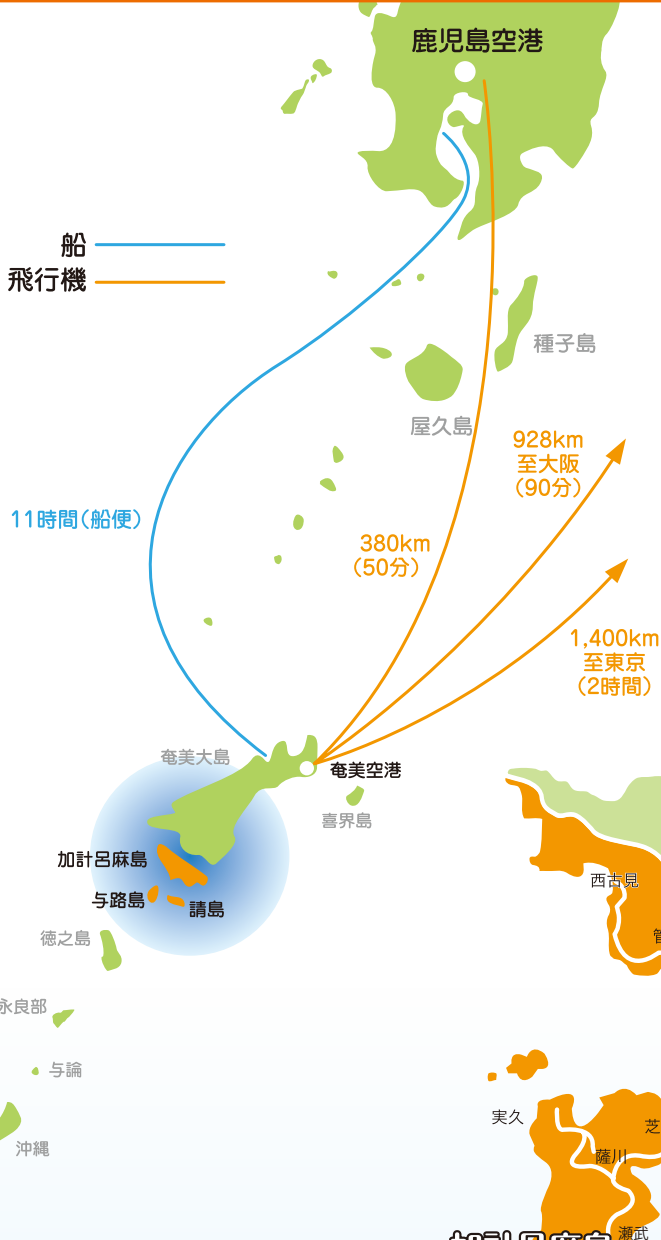 鹿児島空港
船
飛行機
種子島
屋久島
928km
至大阪
(90分)
11時間(船便)
380km
(50分)
1,400km
至東京
(2時間)
奄美大島
奄美空港
喜界島
加計呂麻島
西古見
与路島
請島
徳之島
永良部
与論
実久
芝
沖縄
薩川
瀬武